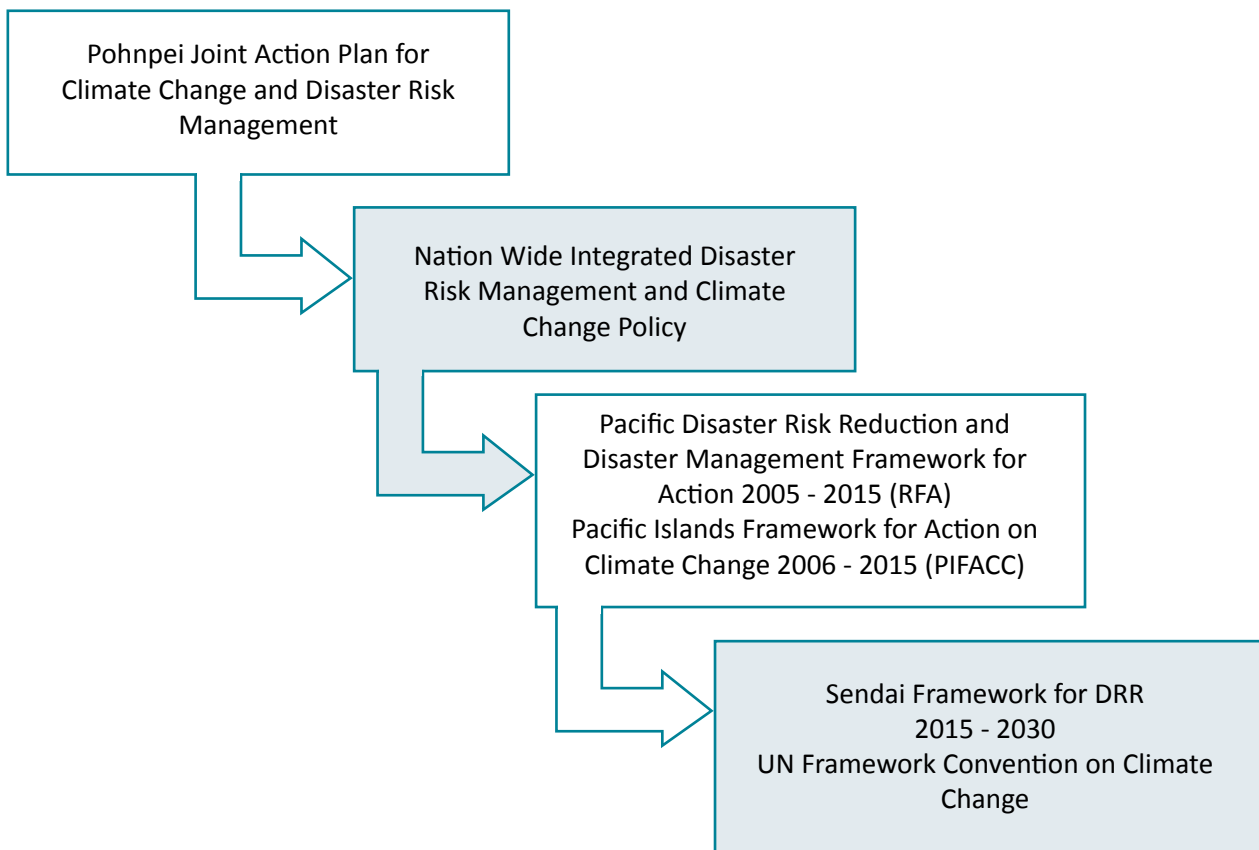 Pohnpei Joint Action Plan for
Climate Change and Disaster Risk
Management
Nation Wide Integrated Disaster
Risk Management and Climate
Change Policy
Pacific Disaster Risk Reduction and
Disaster Management Framework for
Action 2005 - 2015 (RFA)
Pacific Islands Framework for Action on
Climate Change 2006 - 2015 (PIFACC)
Sendai Framework for DRR
2015 - 2030
UN Framework Convention on Climate
Change